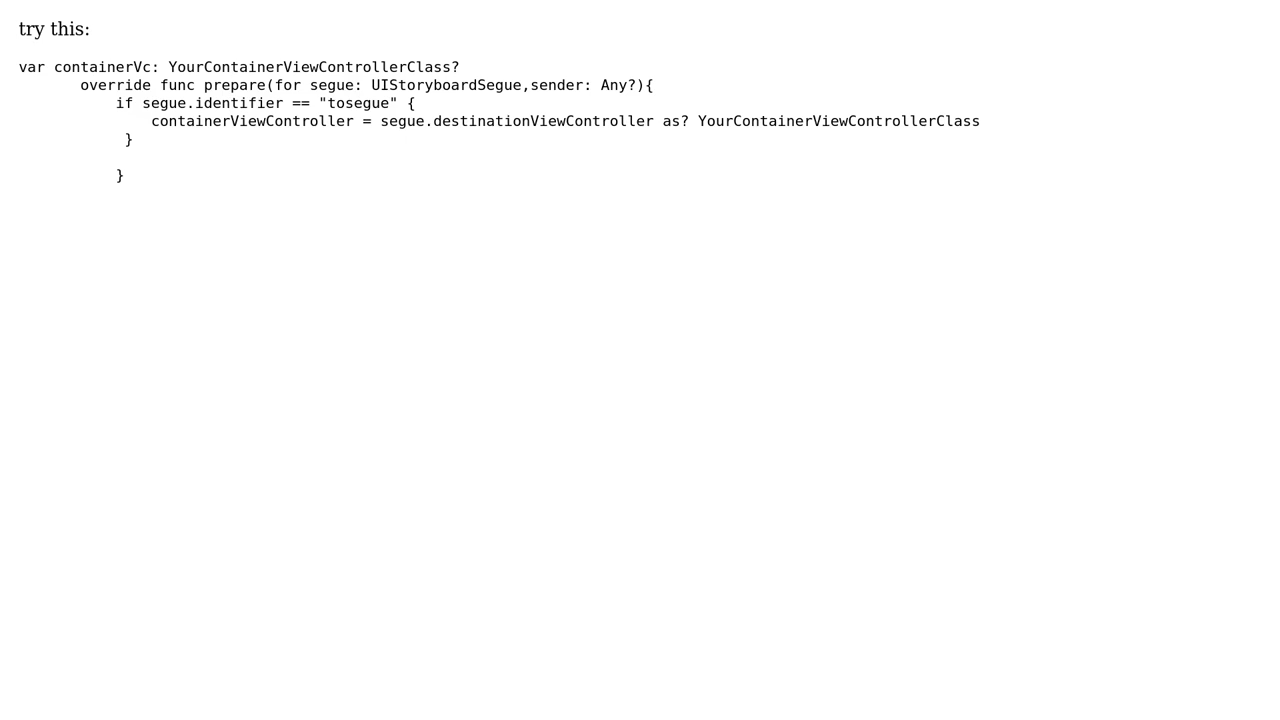 try this:
var containerVc: YourContainerViewControllerClass?
override func prepare(for segue: UIStoryboardSegue,sender: Any?){
if segue.identifier == "tosegue" {
containerViewController = segue.destinationViewController as? YourContainerViewControllerClass
}
}